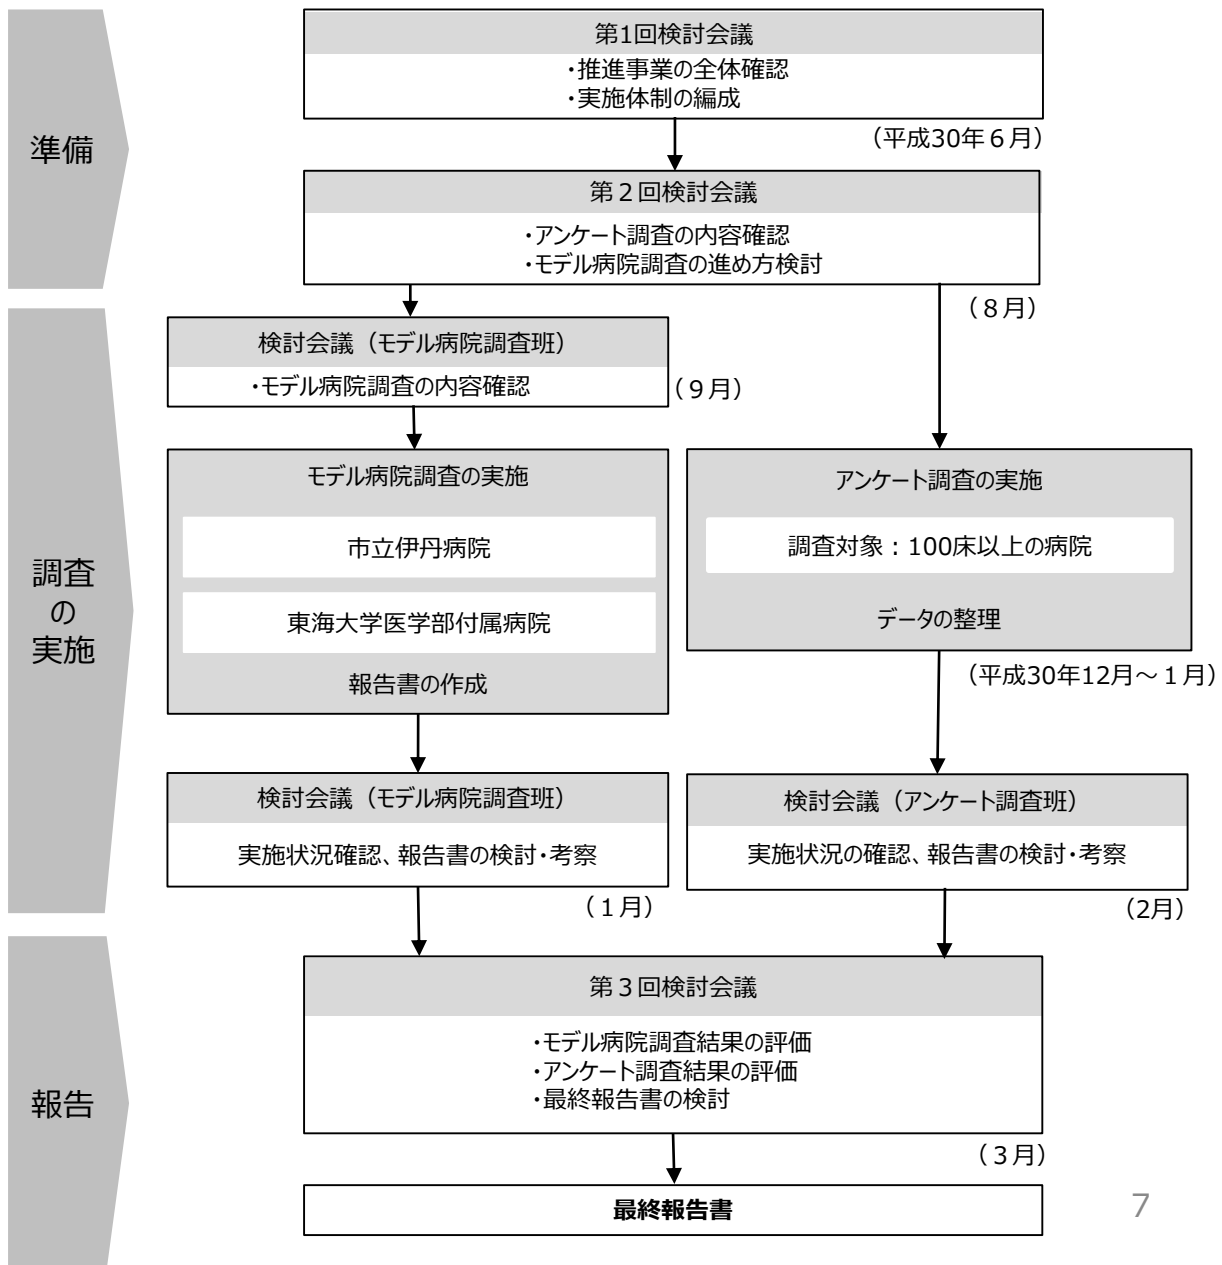 準備
第1回検討会議
・推進事業の全体確認
・実施体制の編成
（平成30年６月）
第２回検討会議
・アンケート調査の内容確認
・モデル病院調査の進め方検討
（８月）
調査
の
実施
検討会議（モデル病院調査班）
・モデル病院調査の内容確認
（９月）
モデル病院調査の実施
市立伊丹病院
東海大学医学部付属病院
報告書の作成
アンケート調査の実施
調査対象：100床以上の病院
データの整理
（平成30年12月～１月）
検討会議（モデル病院調査班）
実施状況確認、報告書の検討・考察
（１月）
検討会議（アンケート調査班）
実施状況の確認、報告書の検討・考察
（2月）
報告
第３回検討会議
・モデル病院調査結果の評価
・アンケート調査結果の評価
・最終報告書の検討
（３月）
最終報告書
7